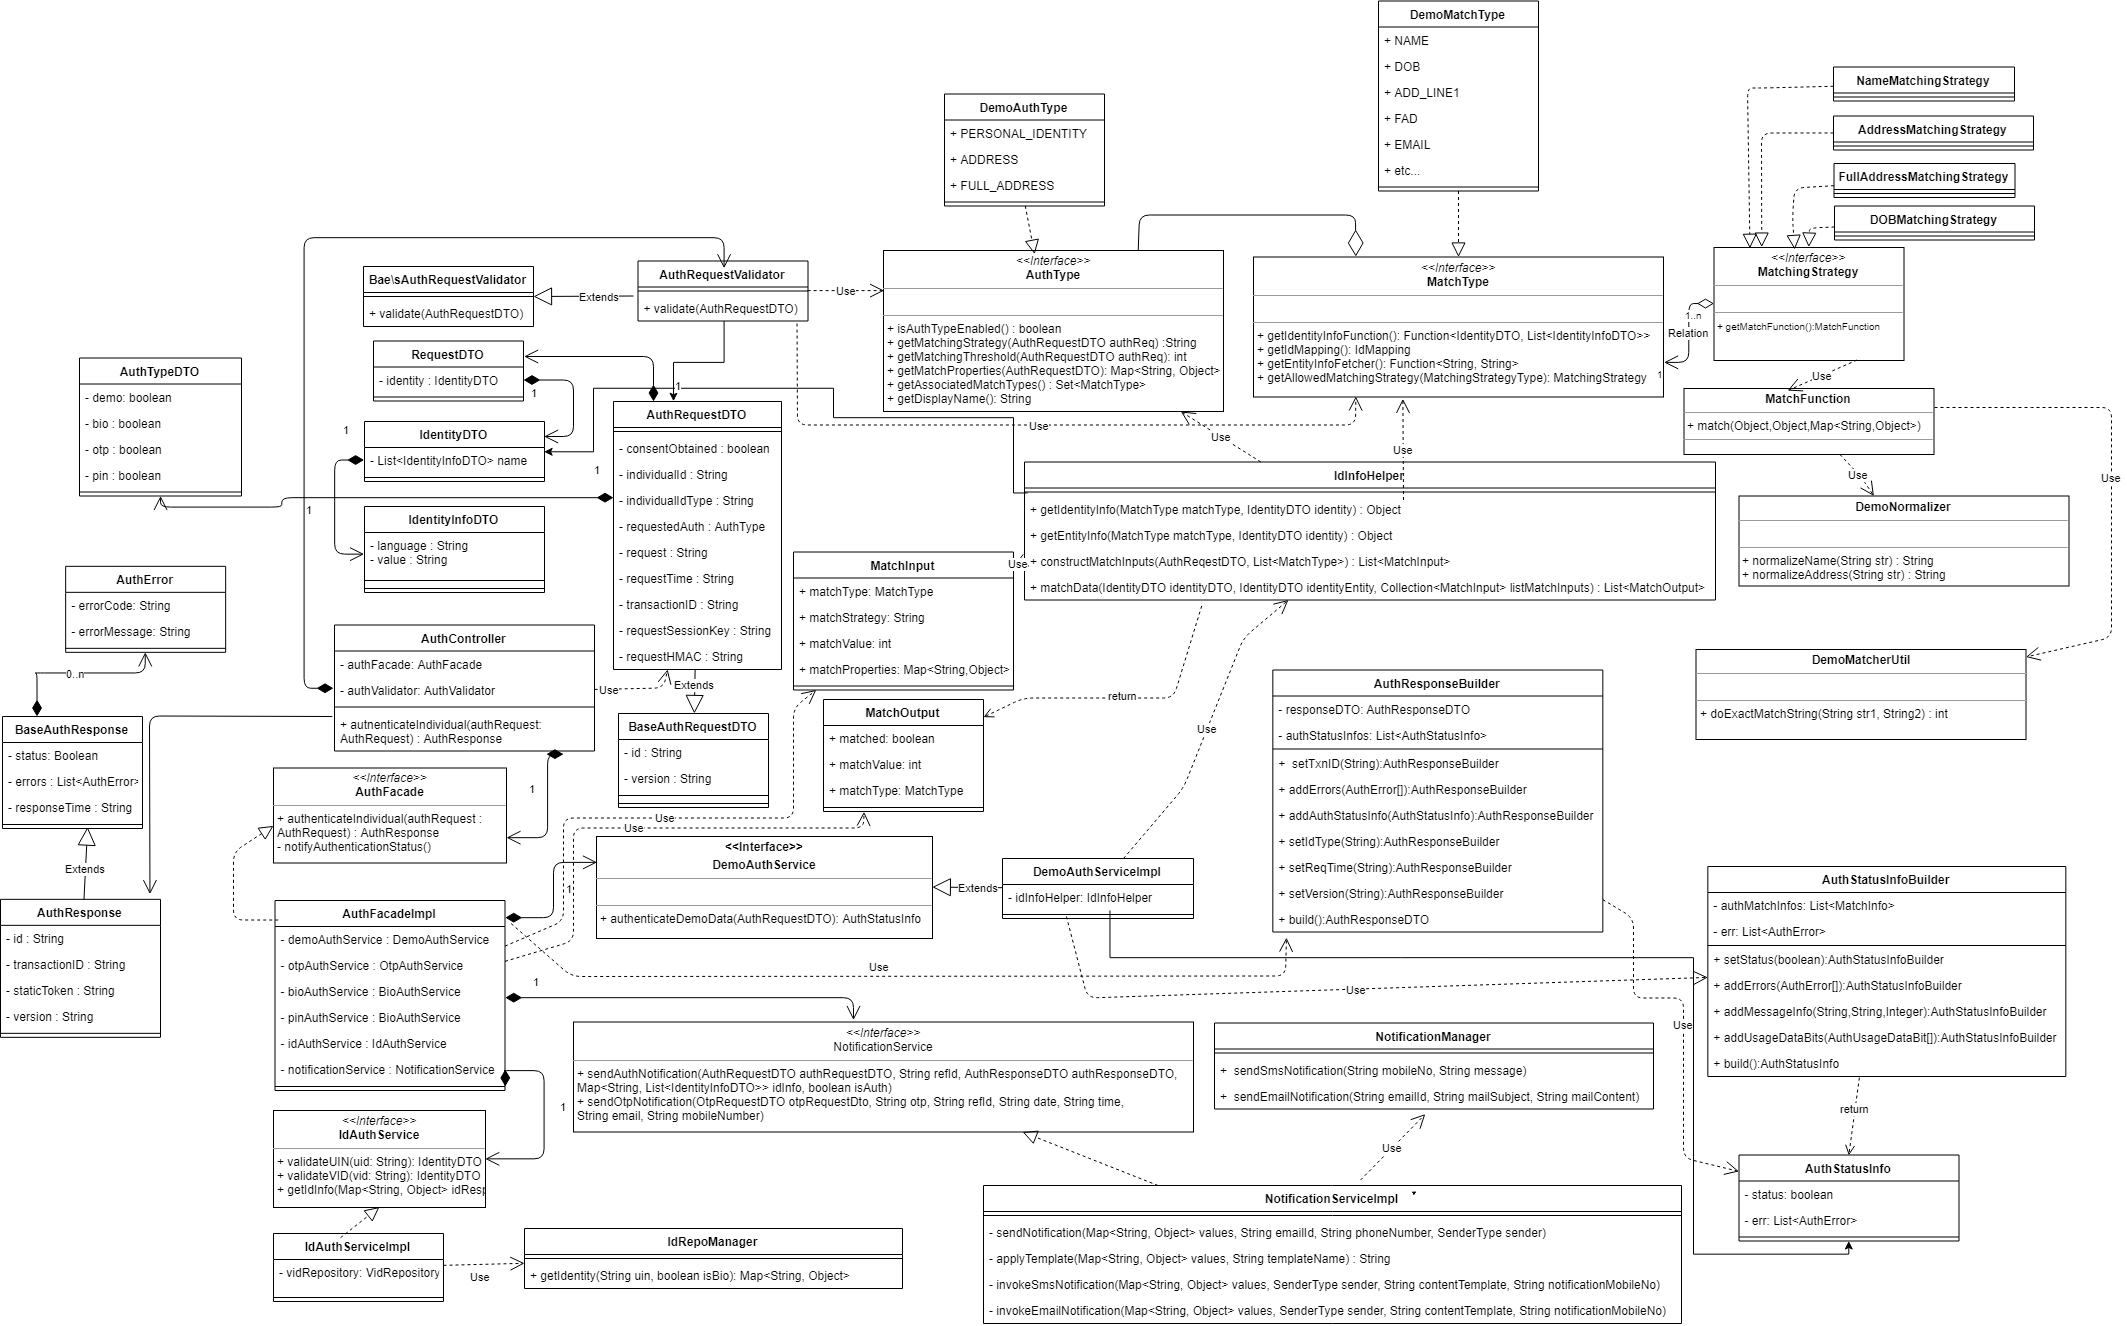 DemoMatchType
+ NAME
+ DOB
+ ADD_LINE1
+ FAD
+ EMAIL
+ etc...
DemoAuthType
+ PERSONAL_IDENTITY
+ ADDRESS
+ FULL_ADDRESS
NameMatchingStrategy
AddressMatchingStrategy
FullAddressMatchingStrategy
DOBMatchingStrategy
Bae\sAuthRequestValidator
+ validate(AuthRequestDTO)
Extends
AuthRequestValidator
+ validate(AuthRequestDTO)
Use
<<Interface>>
AuthType
+ isAuthTypeEnabled() : boolean
+ getMatchingStrategy(AuthRequestDTO authReq) :String
+ getMatchingThreshold(AuthRequestDTO authReq): int
+ getMatchProperties(AuthRequestDTO): Map<String, Object>
+ getAssociatedMatchTypes() : Set<MatchType>
+ getDisplayName(): String
<<Interface>>
MatchType
+ getIdentityInfoFunction(): Function<IdentityDTO, List<IdentityInfoDTO>>
+ getIdMapping(): IdMapping
+ getEntityInfoFetcher(): Function<String, String>
+ getAllowedMatchingStrategy(MatchingStrategyType): MatchingStrategy
1..n
Relation
1
<<Interface>>
MatchingStrategy
+ getMatchFunction():MatchFunction
Use
MatchFunction
+ match(Object,Object,Map<String,Object>)
Use
Use
DemoNormalizer
+ normalizeName(String str) : String
+ normalizeAddress(String str) : String
DemoMatcherUtil
+ doExactMatchString(String str1, String2) : int
AuthTypeDTO
- demo: boolean
- bio : boolean
- otp : boolean
- pin : boolean
RequestDTO
- identity : IdentityDTO
1
1
IdentityDTO
- List<IdentityInfoDTO> name
1
IdentityInfoDTO
- language : String
- value : String
1
1
AuthRequestDTO
- consentObtained : boolean
- individualId : String
- individualIdType : String
- requestedAuth : AuthType
- request : String
- requestTime : String
- transactionID : String
- requestSessionKey : String
- requestHMAC : String
Use
Use
Use
IdInfoHelper
+ getIdentityInfo(MatchType matchType, IdentityDTO identity) : Object
+ getEntityInfo(MatchType matchType, IdentityDTO identity) : Object
+ constructMatchInputs(AuthReqestDTO, List<MatchType>) : List<MatchInput>
+ matchData(IdentityDTO identityDTO, IdentityDTO identityEntity, Collection<MatchInput> listMatchInputs) : List<MatchOutput>
Use
MatchInput
+ matchType: MatchType
+ matchStrategy: String
+ matchValue: int
+ matchProperties: Map<String,Object>
return
MatchOutput
+ matched: boolean
+ matchValue: int
+ matchType: MatchType
AuthError
- errorCode: String
- errorMessage: String
0..n
BaseAuthResponse
- status: Boolean
- errors : List<AuthError>
- responseTime : String
Extends
AuthResponse
- id : String
- transactionID : String
- staticToken : String
- version : String
AuthController
- authFacade: AuthFacade
- authValidator: AuthValidator
+ autnenticateIndividual(authRequest:
AuthRequest) : AuthResponse
Use
Extends
BaseAuthRequestDTO
- id : String
- version : String
1
<<Interface>>
AuthFacade
+ authenticateIndividual(authRequest :
AuthRequest) : AuthResponse
- notifyAuthenticationStatus()
Use
Use
<<Interface>>
DemoAuthService
+ authenticateDemoData(AuthRequestDTO): AuthStatusInfo
Extends
DemoAuthServiceImpl
- idInfoHelper: IdInfoHelper
Use
AuthResponseBuilder
- responseDTO: AuthResponseDTO
- authStatusInfos: List<AuthStatusInfo>
+ setTxnID(String):AuthResponseBuilder
+ addErrors(AuthError[]):AuthResponseBuilder
+ addAuthStatusInfo(AuthStatusInfo):AuthResponseBuilder
+ setIdType(String):AuthResponseBuilder
+ setReqTime(String):AuthResponseBuilder
+ setVersion(String):AuthResponseBuilder
+ build():AuthResponseDTO
AuthFacadeImpl
- demoAuthService : DemoAuthService
- otpAuthService : OtpAuthService
- bioAuthService : BioAuthService
- pinAuthService : BioAuthService
- idAuthService : IdAuthService
- notificationService : NotificationService
1
1
1
Use
Use
Use
AuthStatusInfoBuilder
- authMatchInfos: List<MatchInfo>
- err: List<AuthError>
+ setStatus(boolean):AuthStatusInfoBuilder
+ addErrors(AuthError[]):AuthStatusInfoBuilder
+ addMessageInfo(String,String,Integer):AuthStatusInfoBuilder
+ addUsageDataBits(AuthUsageDataBit[]):AuthStatusInfoBuilder
+ build():AuthStatusInfo
return
AuthStatusInfo
- status: boolean
- err: List<AuthError>
<<Interface>>
NotificationService
+ sendAuthNotification(AuthRequestDTO authRequestDTO, String refId, AuthResponseDTO authResponseDTO,
Map<String, List<IdentityInfoDTO>> idInfo, boolean isAuth)
+ sendOtpNotification(OtpRequestDTO otpRequestDto, String otp, String refId, String date, String time,
String email, String mobileNumber)
NotificationManager
+ sendSmsNotification(String mobileNo, String message)
+ sendEmailNotification(String emailId, String mailSubject, String mailContent)
Use
NotificationServiceImpl
- sendNotification(Map<String, Object> values, String emailId, String phoneNumber, SenderType sender)
- applyTemplate(Map<String, Object> values, String templateName) : String
- invokeSmsNotification(Map<String, Object> values, SenderType sender, String contentTemplate, String notificationMobileNo)
- invokeEmailNotification(Map<String, Object> values, SenderType sender, String contentTemplate, String notificationMobileNo)
<<Interface>>
IdAuthService
+ validateUIN(uid: String): IdentityDTO
+ validateVID(vid: String): IdentityDTO
+ getIdInfo(Map<String, Object> idResp
IdAuthServiceImpl
- vidRepository: VidRepository
Use
IdRepoManager
+ getIdentity(String uin, boolean isBio): Map<String, Object>